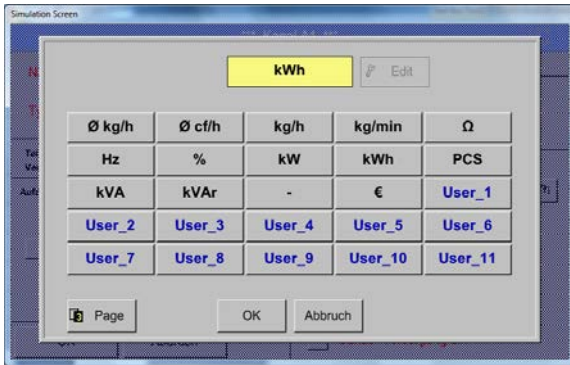 Simulation Screen
kWh Edit
Ø kg/h Ø cf/h kg/h kg/min Ω
Hz % kW kWh PCS
kVA kVAr - € User_1
User_2 User_3 User_4 User_5 User_6
User_7 User_8 User_9 User_10 User_11
Page OK Abbruch